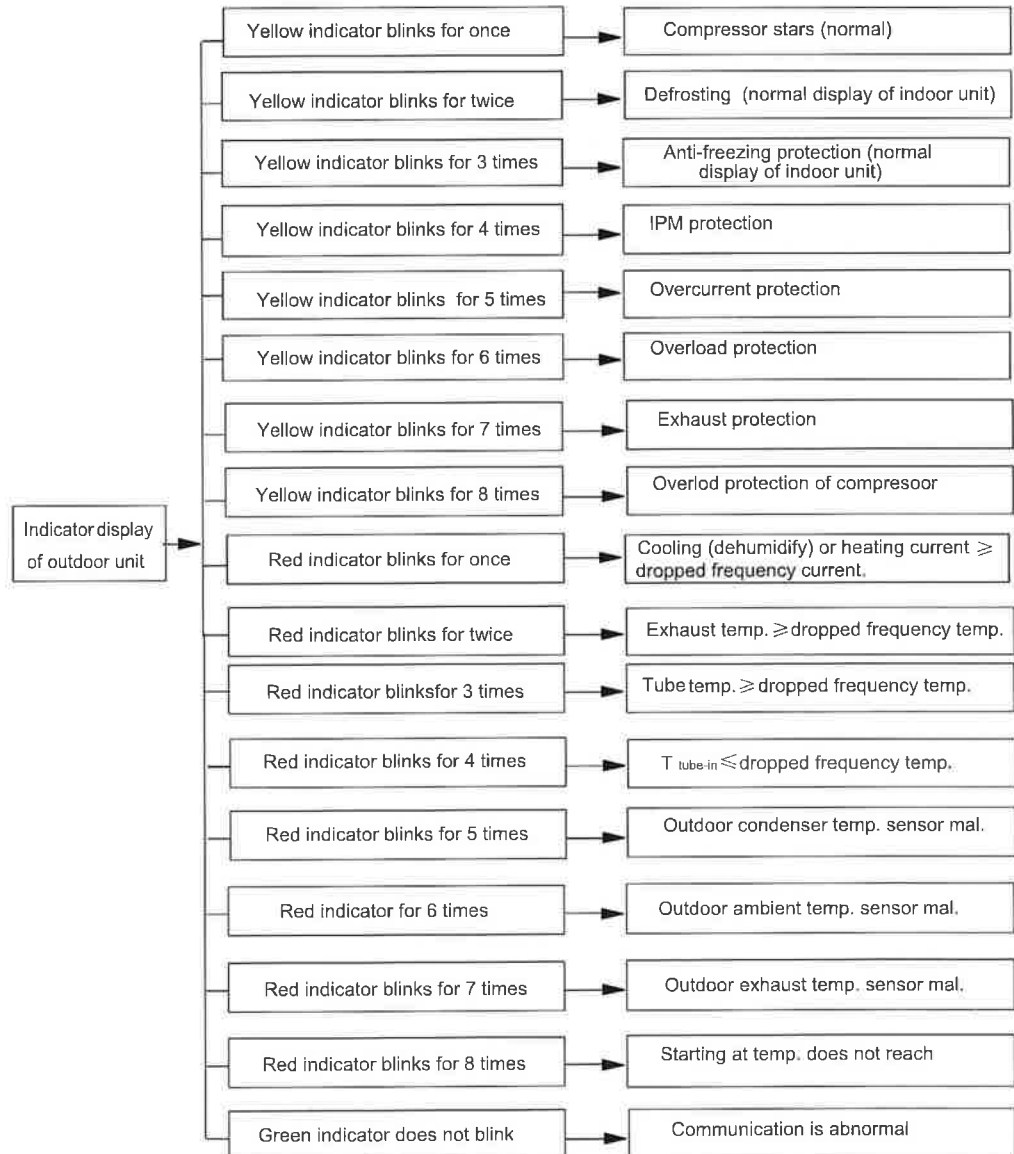 Yellow indicator blinks for once
Compressor stars (normal)
Yellow indicator blinks for twice
Defrosting (normal display of indoor unit)
Yellow indicator blinks for 3 times
Anti-freezing protection (normal
display of indoor unit)
Yellow indicator blinks for 4 times
IPM protection
Yellow indicator blinks for 5 times
Overcurrent protection
Yellow indicator blinks for 6 times
Overload protection
Yellow indicator blinks for 7 times
Exhaust protection
Yellow indicator blinks for 8 times
Overlod protection of compresoor
Indicator display
of outdoor unit
Red indicator blinks for once
Cooling (dehumidify) or heating current ≥
dropped frequency current.
Red indicator blinks for twice
Exhaust temp. ≥ dropped frequency temp.
Red indicator blinksfor 3 times
Tube temp. ≥ dropped frequency temp.
Red indicator blinks for 4 times
T tube-in ≤ dropped frequency temp.
Red indicator blinks for 5 times
Outdoor condenser temp. sensor mal.
Red indicator for 6 times
Outdoor ambient temp. sensor mal.
Red indicator blinks for 7 times
Outdoor exhaust temp. sensor mal.
Red indicator blinks for 8 times
Starting at temp. does not reach
Green indicator does not blink
Communication is abnormal